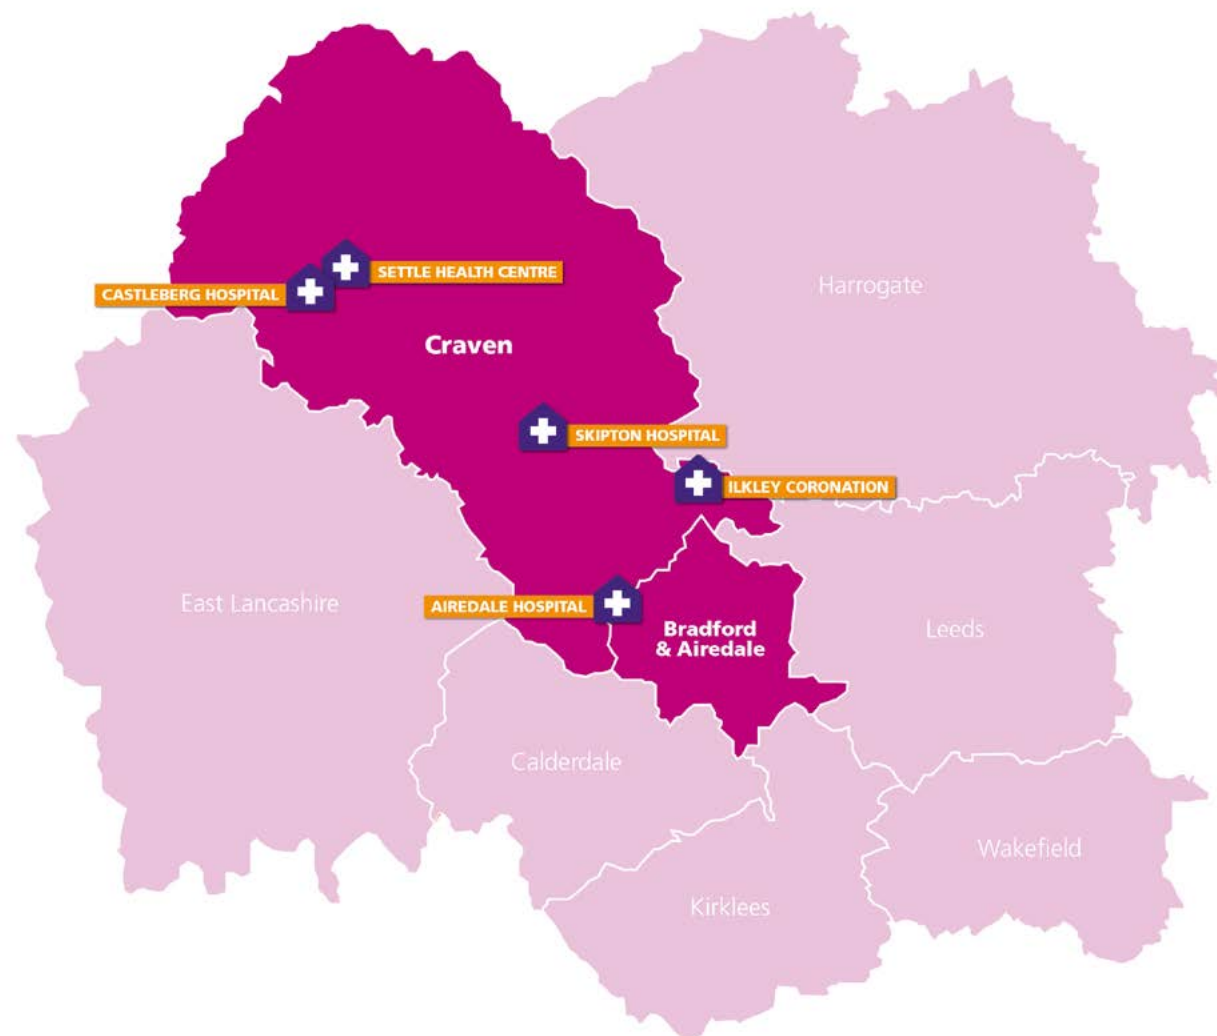 Harrogate
SETTLE HEALTH CENTRE
CASTLEBERG HOSPITAL
Craven
SKIPTON HOSPITAL
ILKLEY CORONATION
East Lancashire
AIREDALE HOSPITAL
Bradford
& Airedale
Leeds
Calderdale
Wakefield
Kirklees